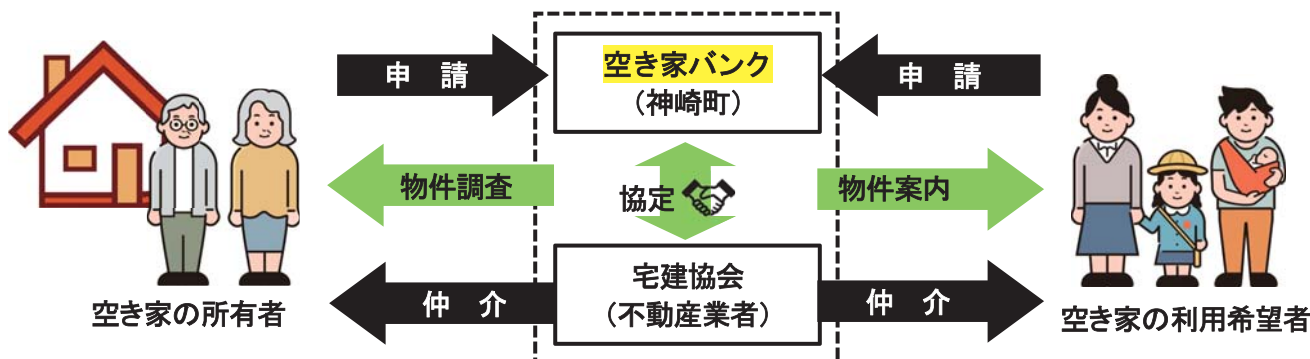 申 請
空き家バンク
(神崎町)
申 請
物件調査
協定
物件案内
仲 介
宅建協会
(不動産業者)
仲 介
空き家の所有者
空き家の利用希望者